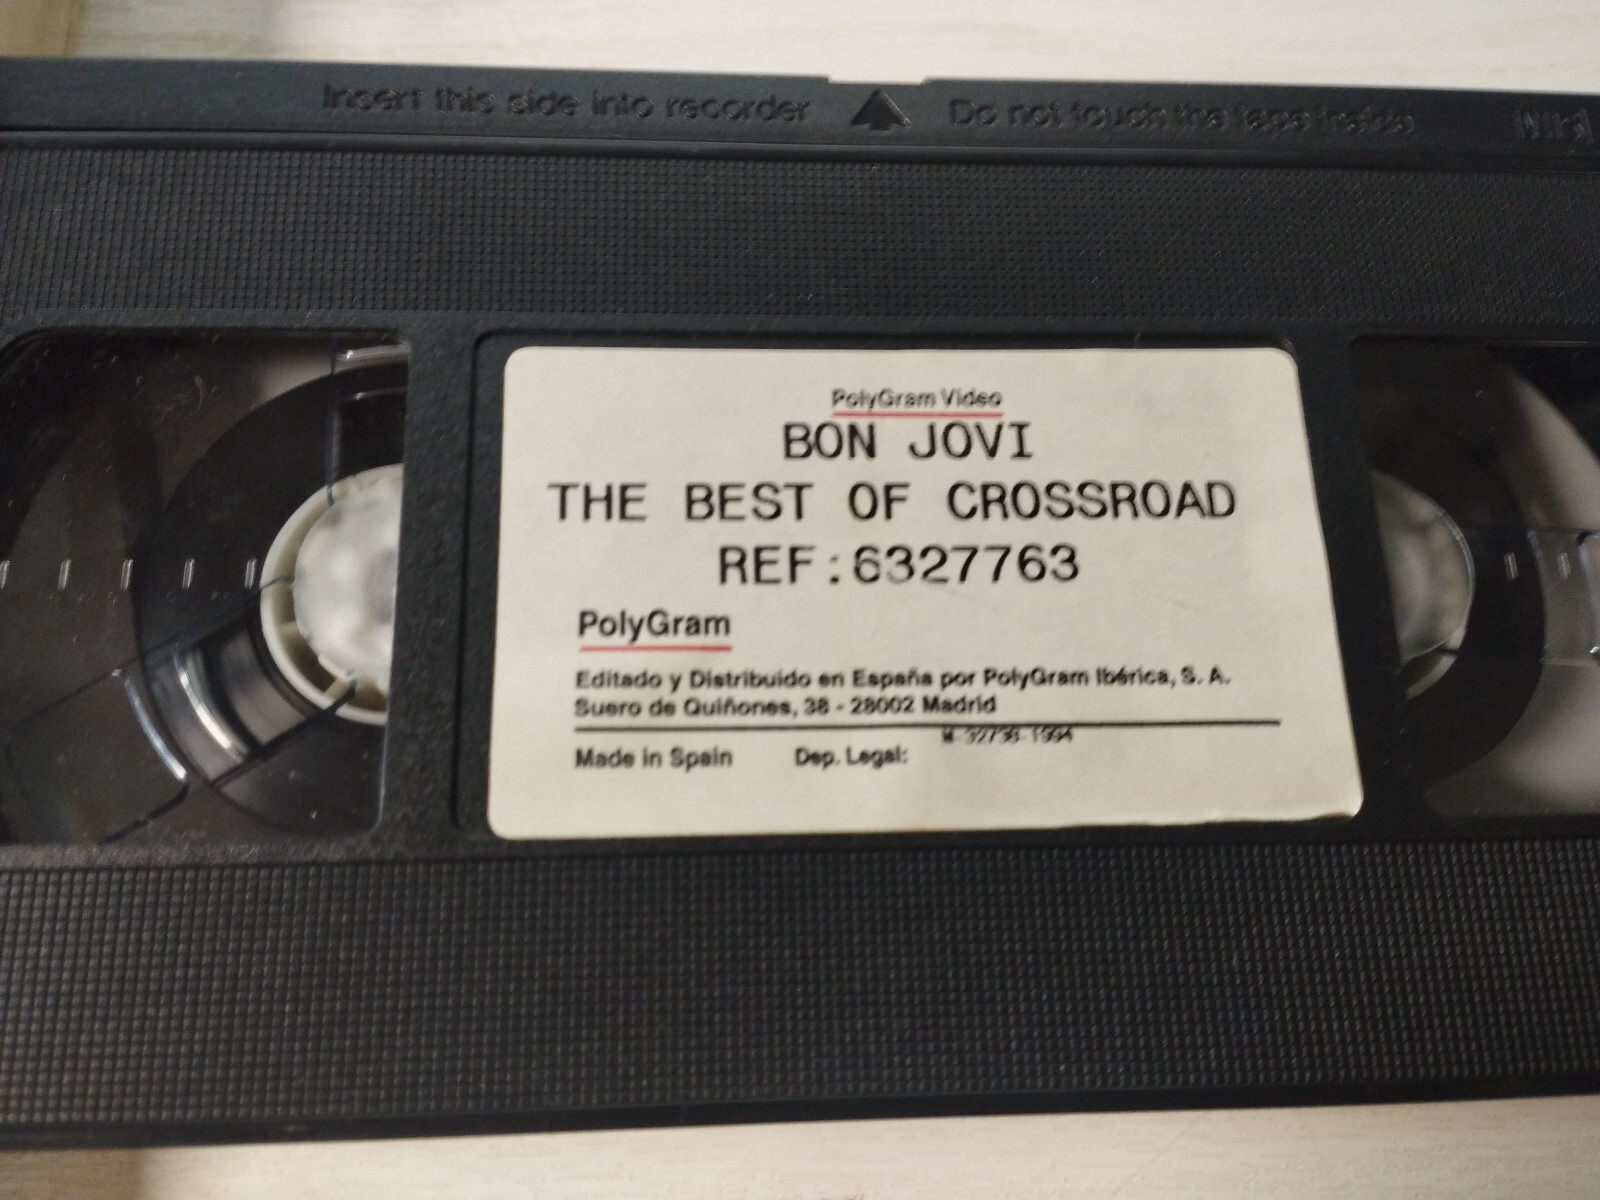 Insert this side into recorder
Do not touch the tape inside
PolyGram Video
BON JOVI
THE BEST OF CROSSROAD
REF:6327763
PolyGram
Editado y Distribuido en España por PolyGram Ibérica, S. A.
Suero de Quiñones, 38 - 28002 Madrid
M-32738-1994
Made in Spain Dep. Legal: